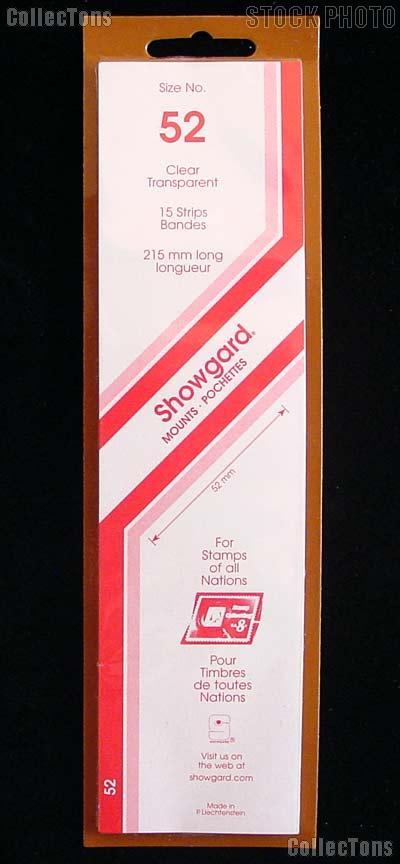 CollecTons
STOCK PHOTO
Size No.
52
Clear
Transparent
15 Strips
Bandes
215 mm long
longueur
Showgard®
MOUNTS · POCHETTES
52 mm
For
Stamps
of all
Nations
Pour
Timbres
de toutes
Nations
Visit us on
the web at
showgard.com
Made in
P. Liechtenstein
52
CollecTons